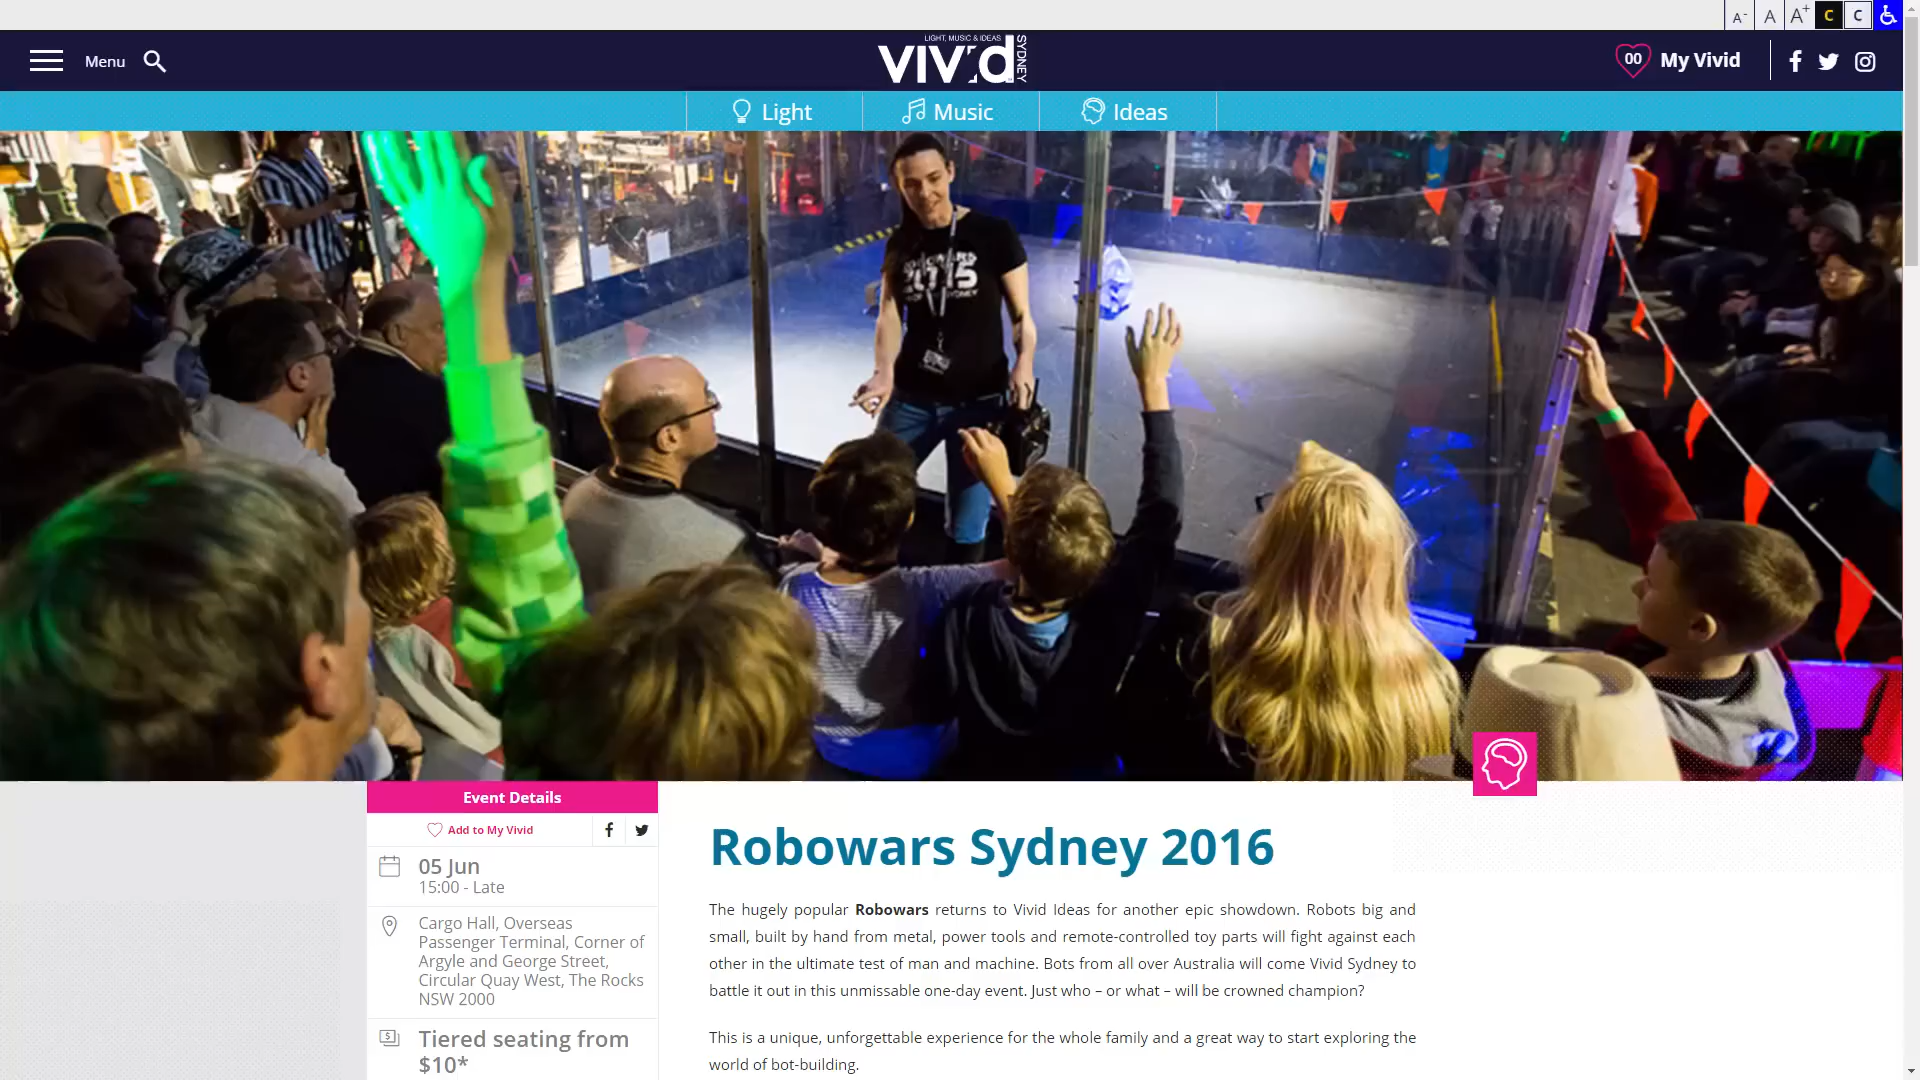 A-
A
A+
C
C
Menu
LIGHT, MUSIC & IDEAS
VIVID
SYDNEY
00
My Vivid
Light
Music
Ideas
2015
Event Details
Add to My Vivid
05 Jun
15:00 - Late
Cargo Hall, Overseas
Passenger Terminal, Corner of
Argyle and George Street,
Circular Quay West, The Rocks
NSW 2000
Tiered seating from
$10*
Robowars Sydney 2016
The hugely popular Robowars returns to Vivid Ideas for another epic showdown. Robots big and
small, built by hand from metal, power tools and remote-controlled toy parts will fight against each
other in the ultimate test of man and machine. Bots from all over Australia will come Vivid Sydney to
battle it out in this unmissable one-day event. Just who – or what – will be crowned champion?
This is a unique, unforgettable experience for the whole family and a great way to start exploring the
world of bot-building.